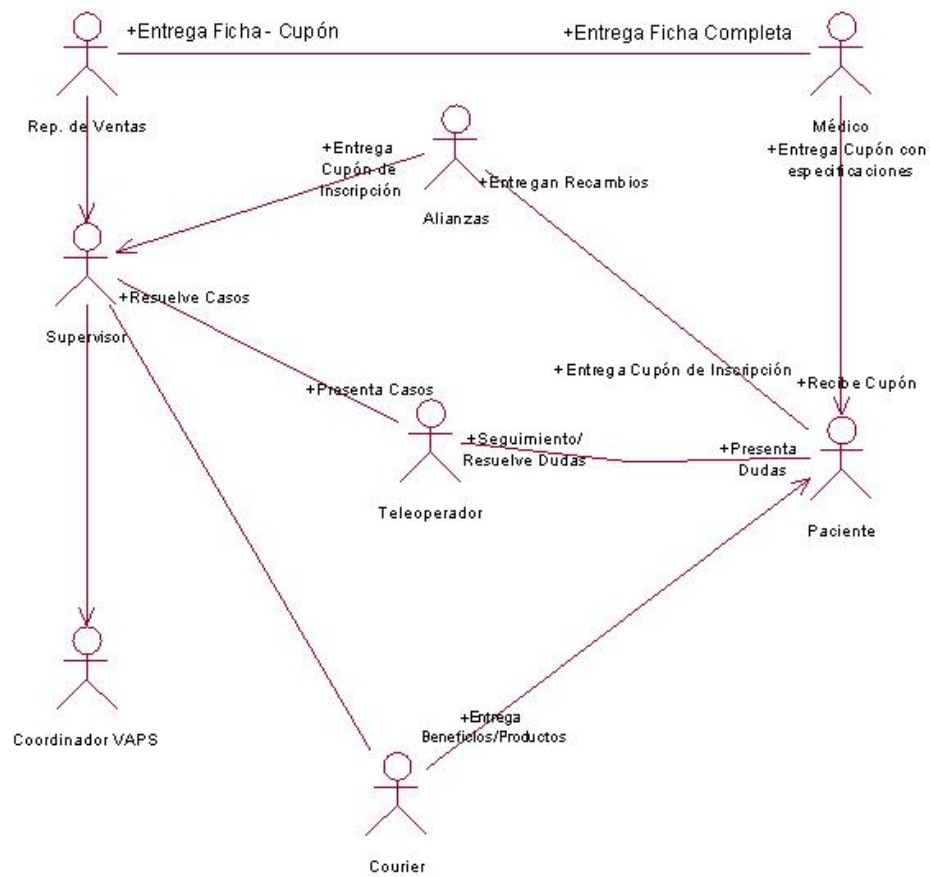 +Entrega Ficha - Cupón
+Entrega Ficha Completa
Rep. de Ventas
Médico
+Entrega
Cupón de
Inscripción
+Entrega Cupón con
especificaciones
+Entregan Recambios
Alianzas
+Resuelve Casos
Supervisor
+Entrega Cupón de Inscripción
+Recibe Cupón
+Presenta Casos
+Seguimiento/
Resuelve Dudas
+Presenta
Dudas
Teleoperador
Paciente
+Entrega
Beneficios/Productos
Coordinador VAPS
Courier